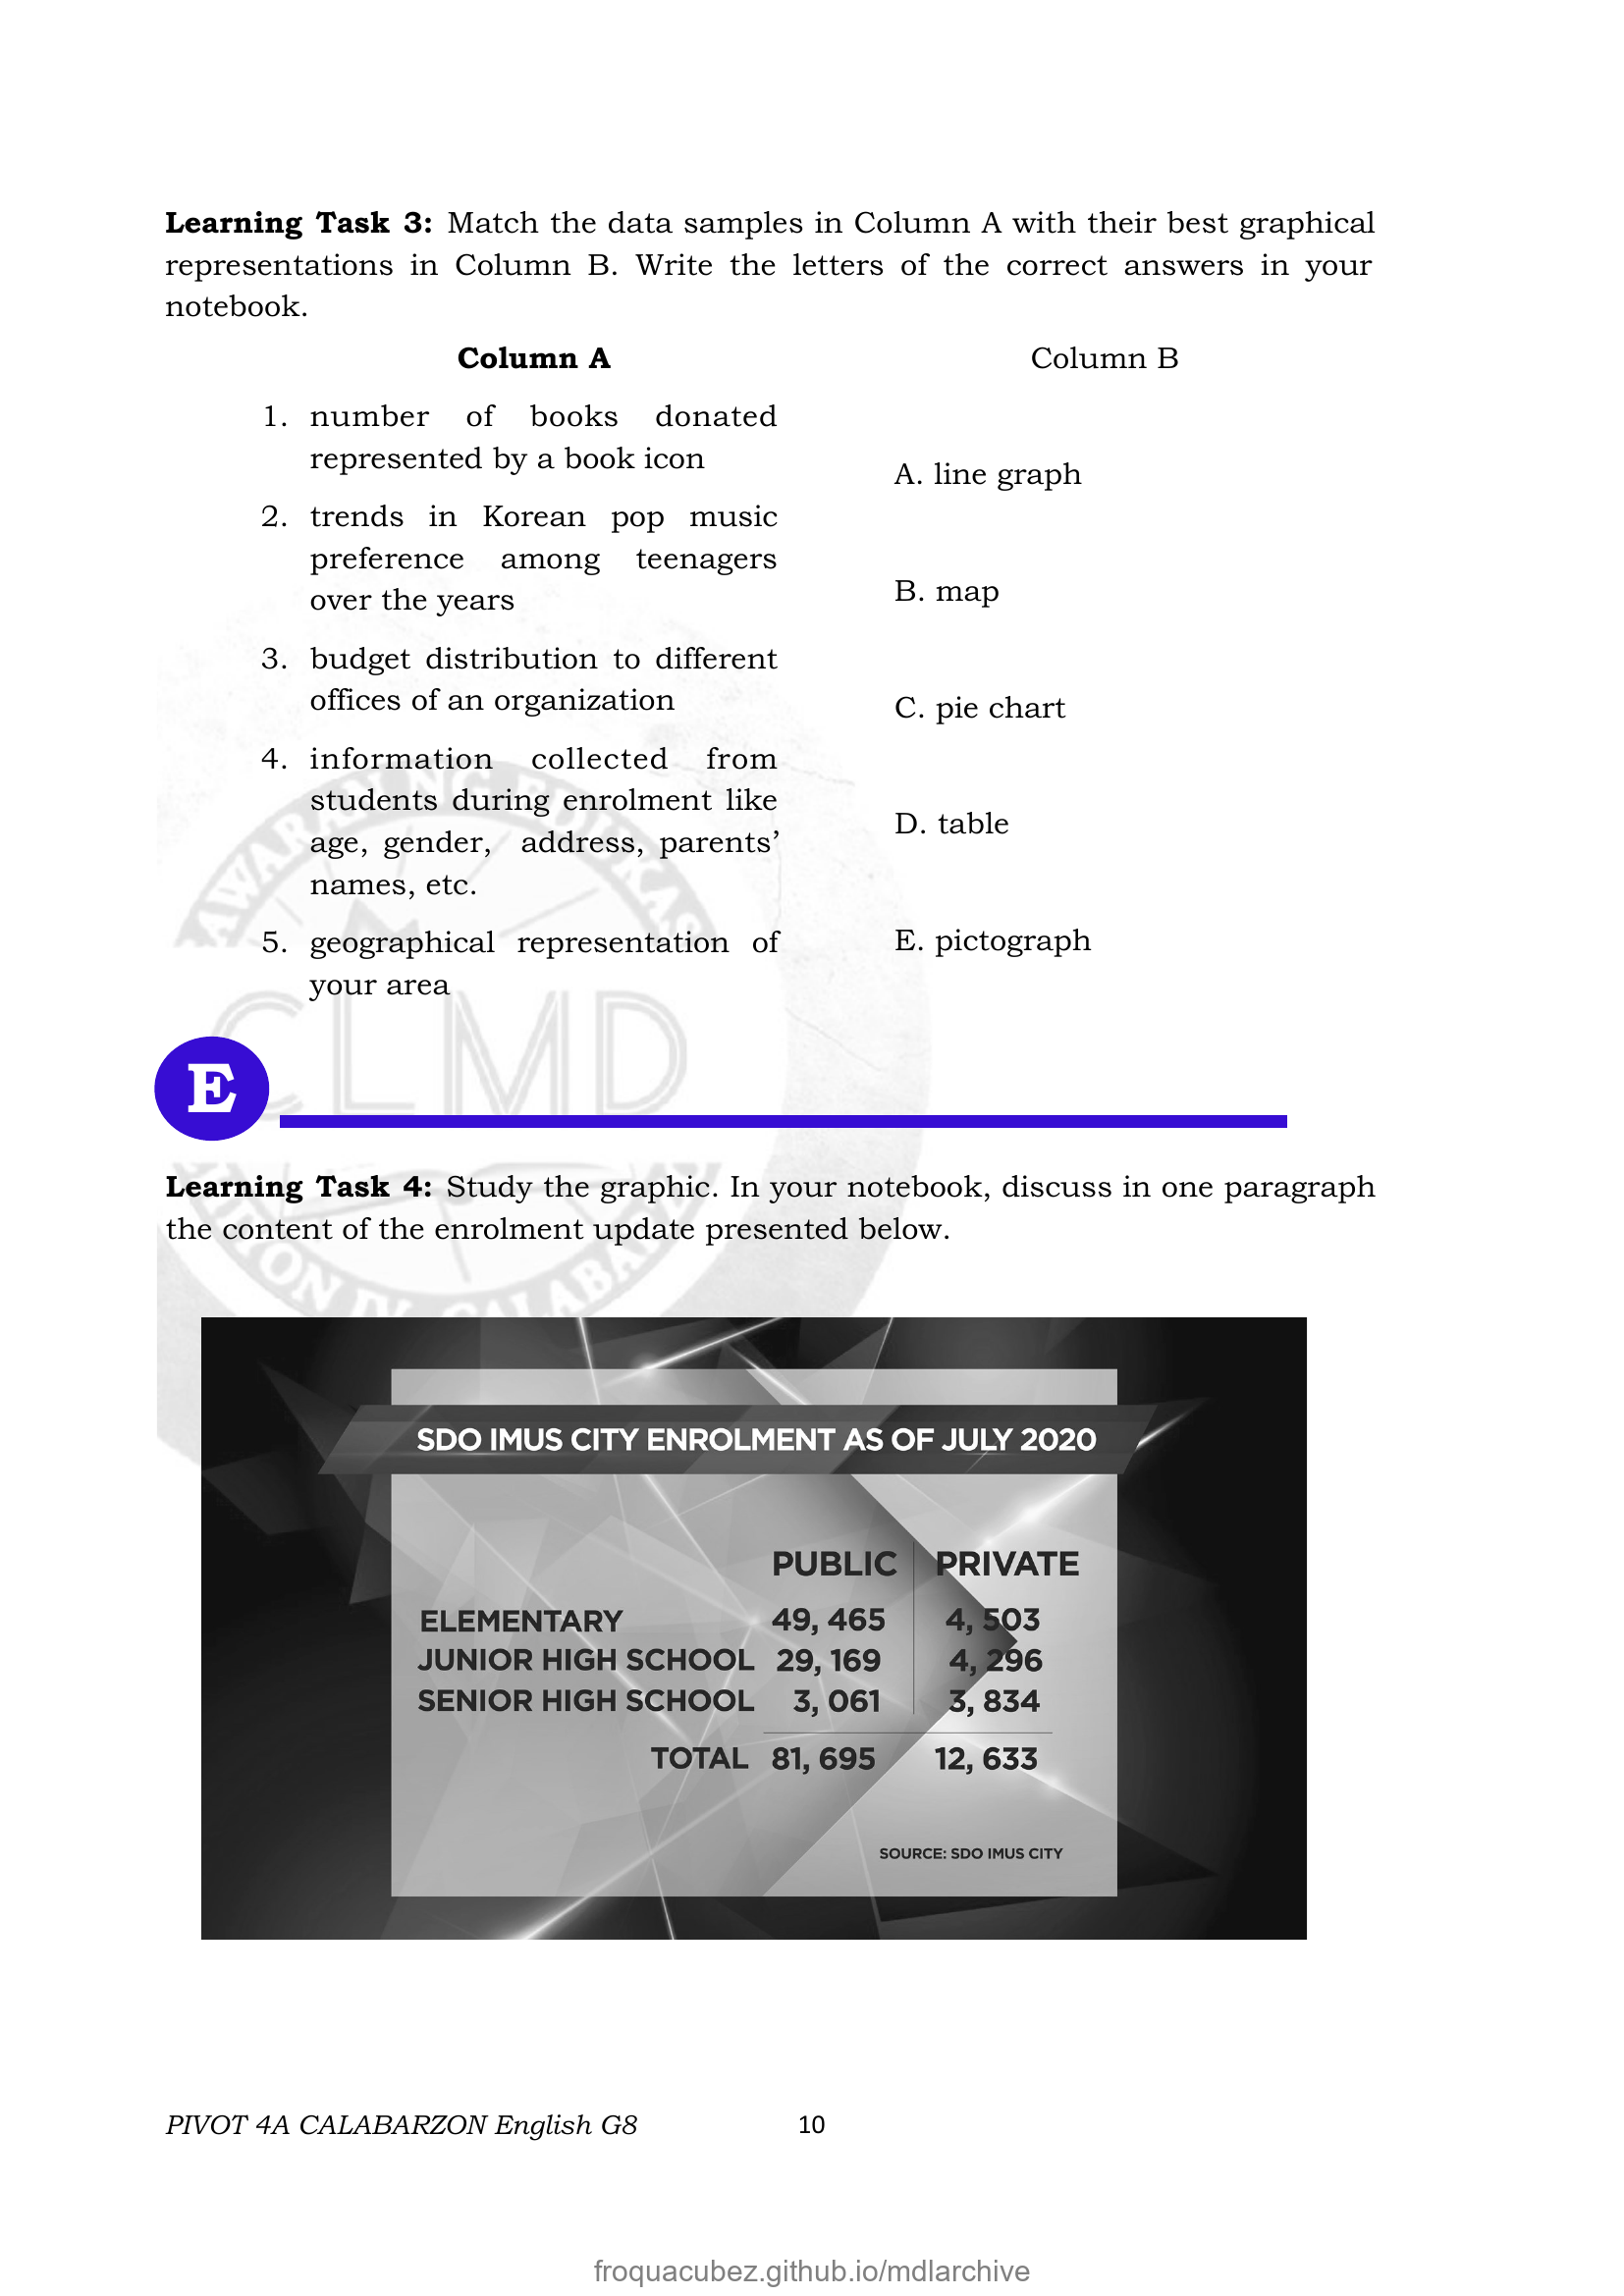 Learning Task 3: Match the data samples in Column A with their best graphical
representations in Column B. Write the letters of the correct answers in your
notebook.
Column A
1. number of books donated
represented by a book icon
2. trends in Korean pop music
preference among teenagers
over the years
3. budget distribution to different
offices of an organization
4. information collected from
students during enrolment like
age, gender, address, parents’
names, etc.
5. geographical representation of
your area
Column B
A. line graph
B. map
C. pie chart
D. table
E. pictograph
CLMD
E
Learning Task 4: Study the graphic. In your notebook, discuss in one paragraph
the content of the enrolment update presented below.
SDO IMUS CITY ENROLMENT AS OF JULY 2020
PUBLIC PRIVATE
ELEMENTARY 49, 465 4, 503
JUNIOR HIGH SCHOOL 29, 169 4, 296
SENIOR HIGH SCHOOL 3, 061 3, 834
TOTAL 81, 695 12, 633
SOURCE: SDO IMUS CITY
PIVOT 4A CALABARZON English G8 10
froquacubez.github.io/mdlarchive